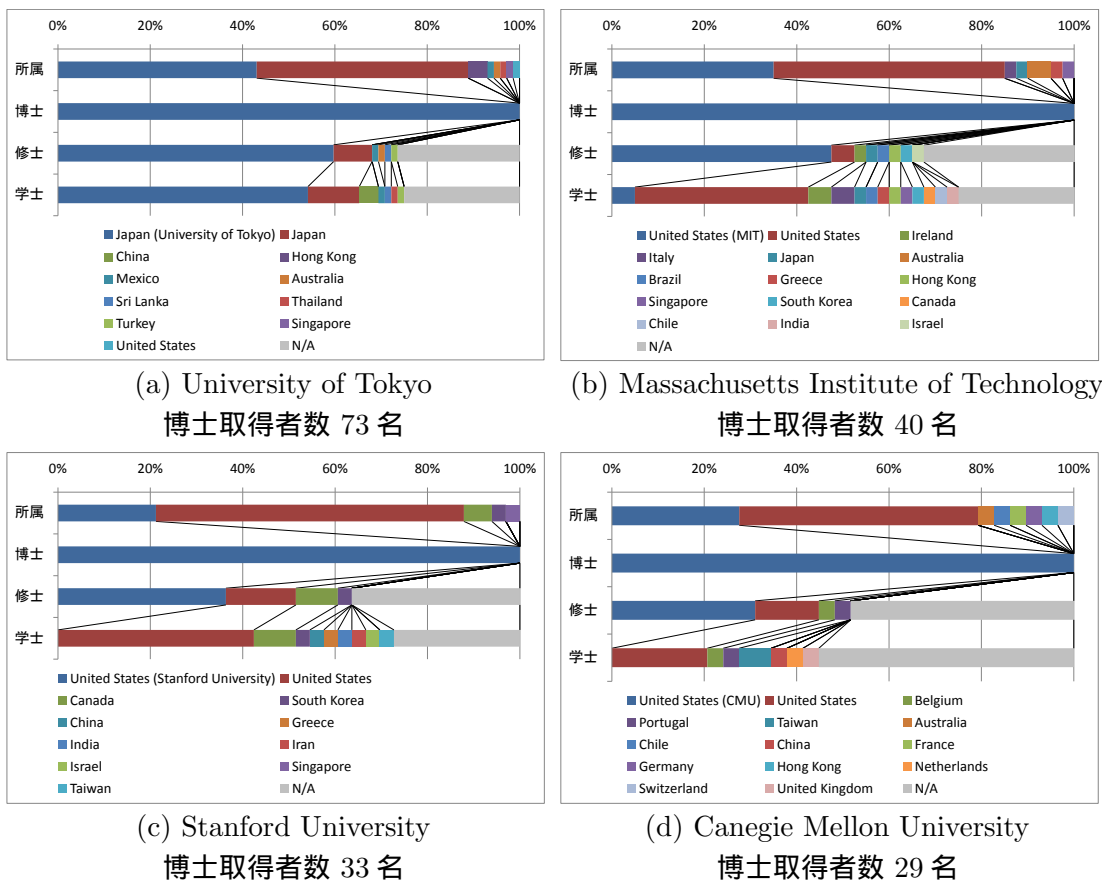 0% 20% 40% 60% 80% 100%
所属
博士
修士
学士
Japan (University of Tokyo) Japan
China Hong Kong
Mexico Australia
Sri Lanka Thailand
Turkey Singapore
United States N/A
(a) University of Tokyo
博士取得者数 73 名
0% 20% 40% 60% 80% 100%
所属
博士
修士
学士
United States (MIT) United States Ireland
Italy Japan Australia
Brazil Greece Hong Kong
Singapore South Korea Canada
Chile India Israel
N/A
(b) Massachusetts Institute of Technology
博士取得者数 40 名
0% 20% 40% 60% 80% 100%
所属
博士
修士
学士
United States (Stanford University) United States
Canada South Korea
China Greece
India Iran
Israel Singapore
Taiwan N/A
(c) Stanford University
博士取得者数 33 名
0% 20% 40% 60% 80% 100%
所属
博士
修士
学士
United States (CMU) United States Belgium
Portugal Taiwan Australia
Chile China France
Germany Hong Kong Netherlands
Switzerland United Kingdom N/A
(d) Canegie Mellon University
博士取得者数 29 名